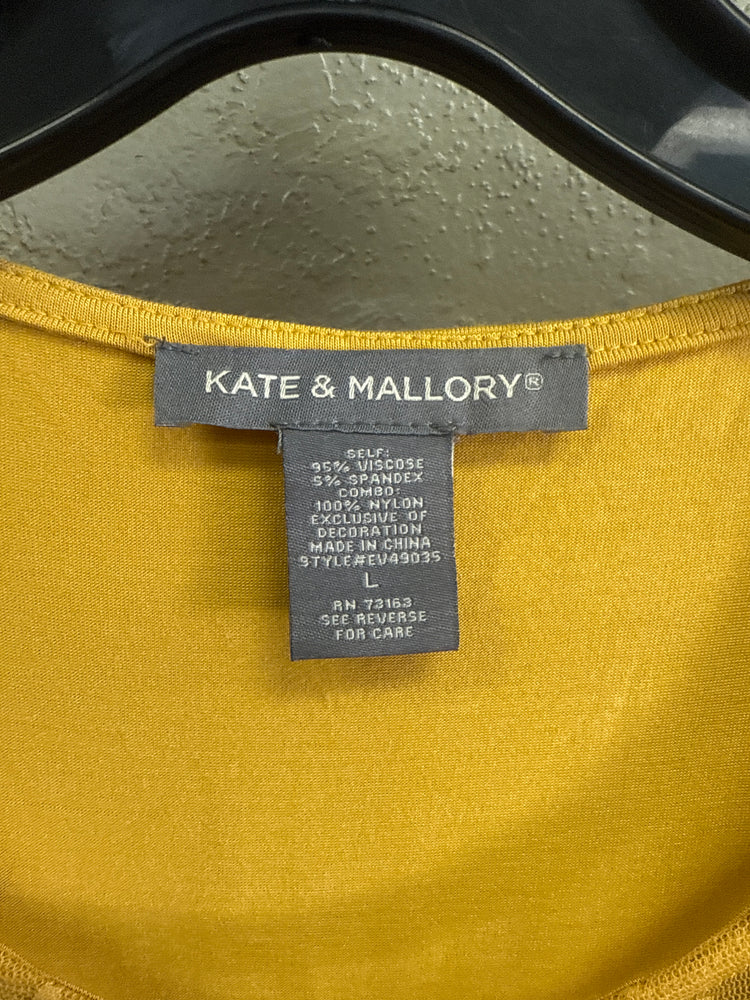 KATE & MALLORY®
SELF:
95% VISCOSE
5% SPANDEX
COMBO:
100% NYLON
EXCLUSIVE OF
DECORATION
MADE IN CHINA
STYLE#EV49035
L
RN 73163
SEE REVERSE
FOR CARE